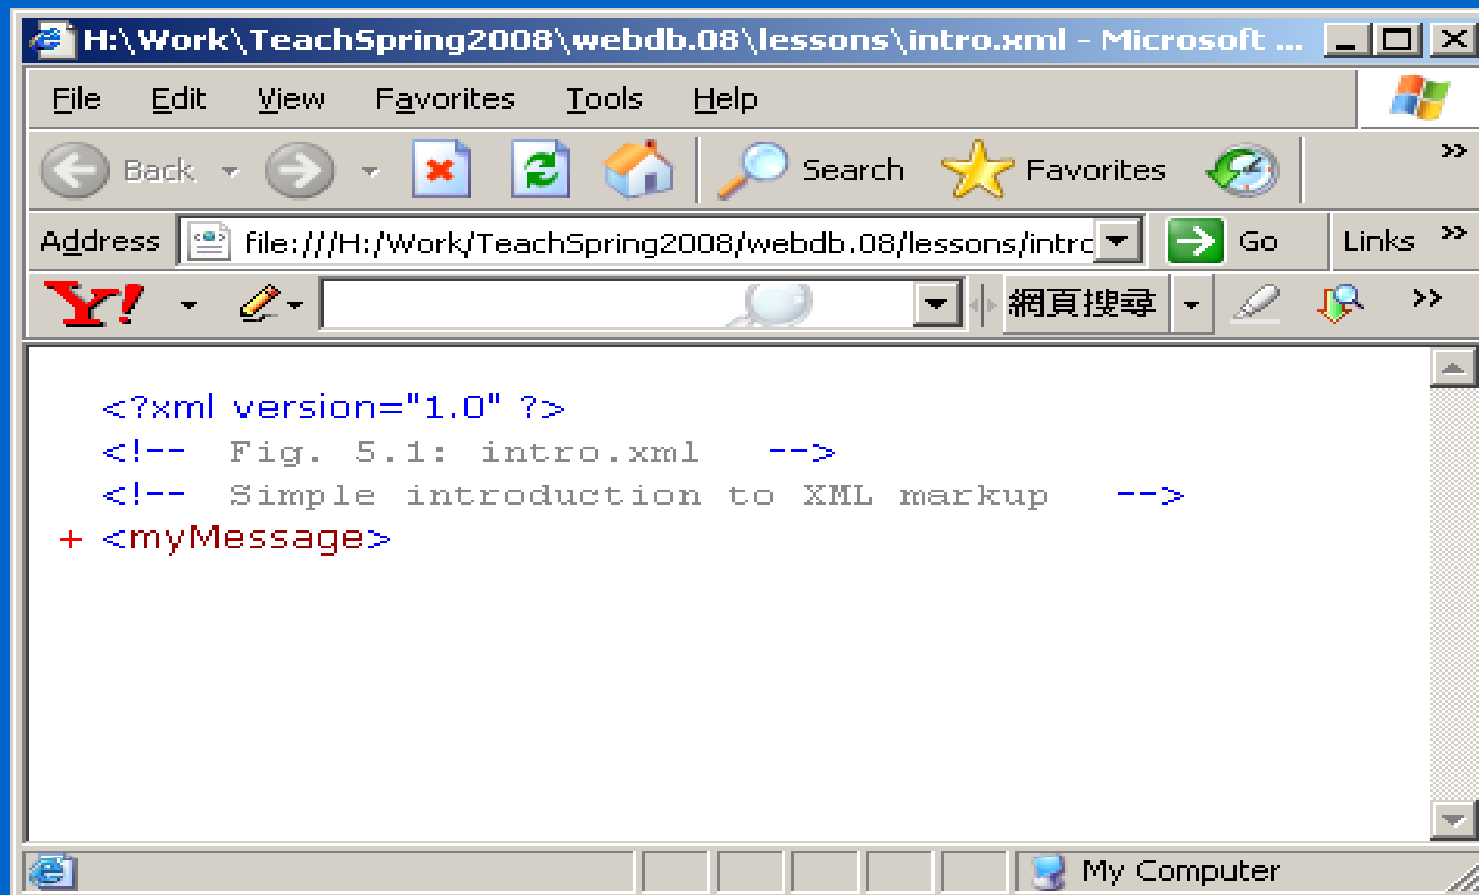 H:\Work\TeachSpring2008\webdb.08\lessons\intro.xml - Microsoft ...
File Edit View Favorites Tools Help
Back Search Favorites »
Address file:///H:/Work/TeachSpring2008/webdb.08/lessons/intro Go Links »
Y! 網頁搜尋 »
<?xml version="1.0" ?>
<!-- Fig. 5.1: intro.xml -->
<!-- Simple introduction to XML markup -->
+ <myMessage>
My Computer